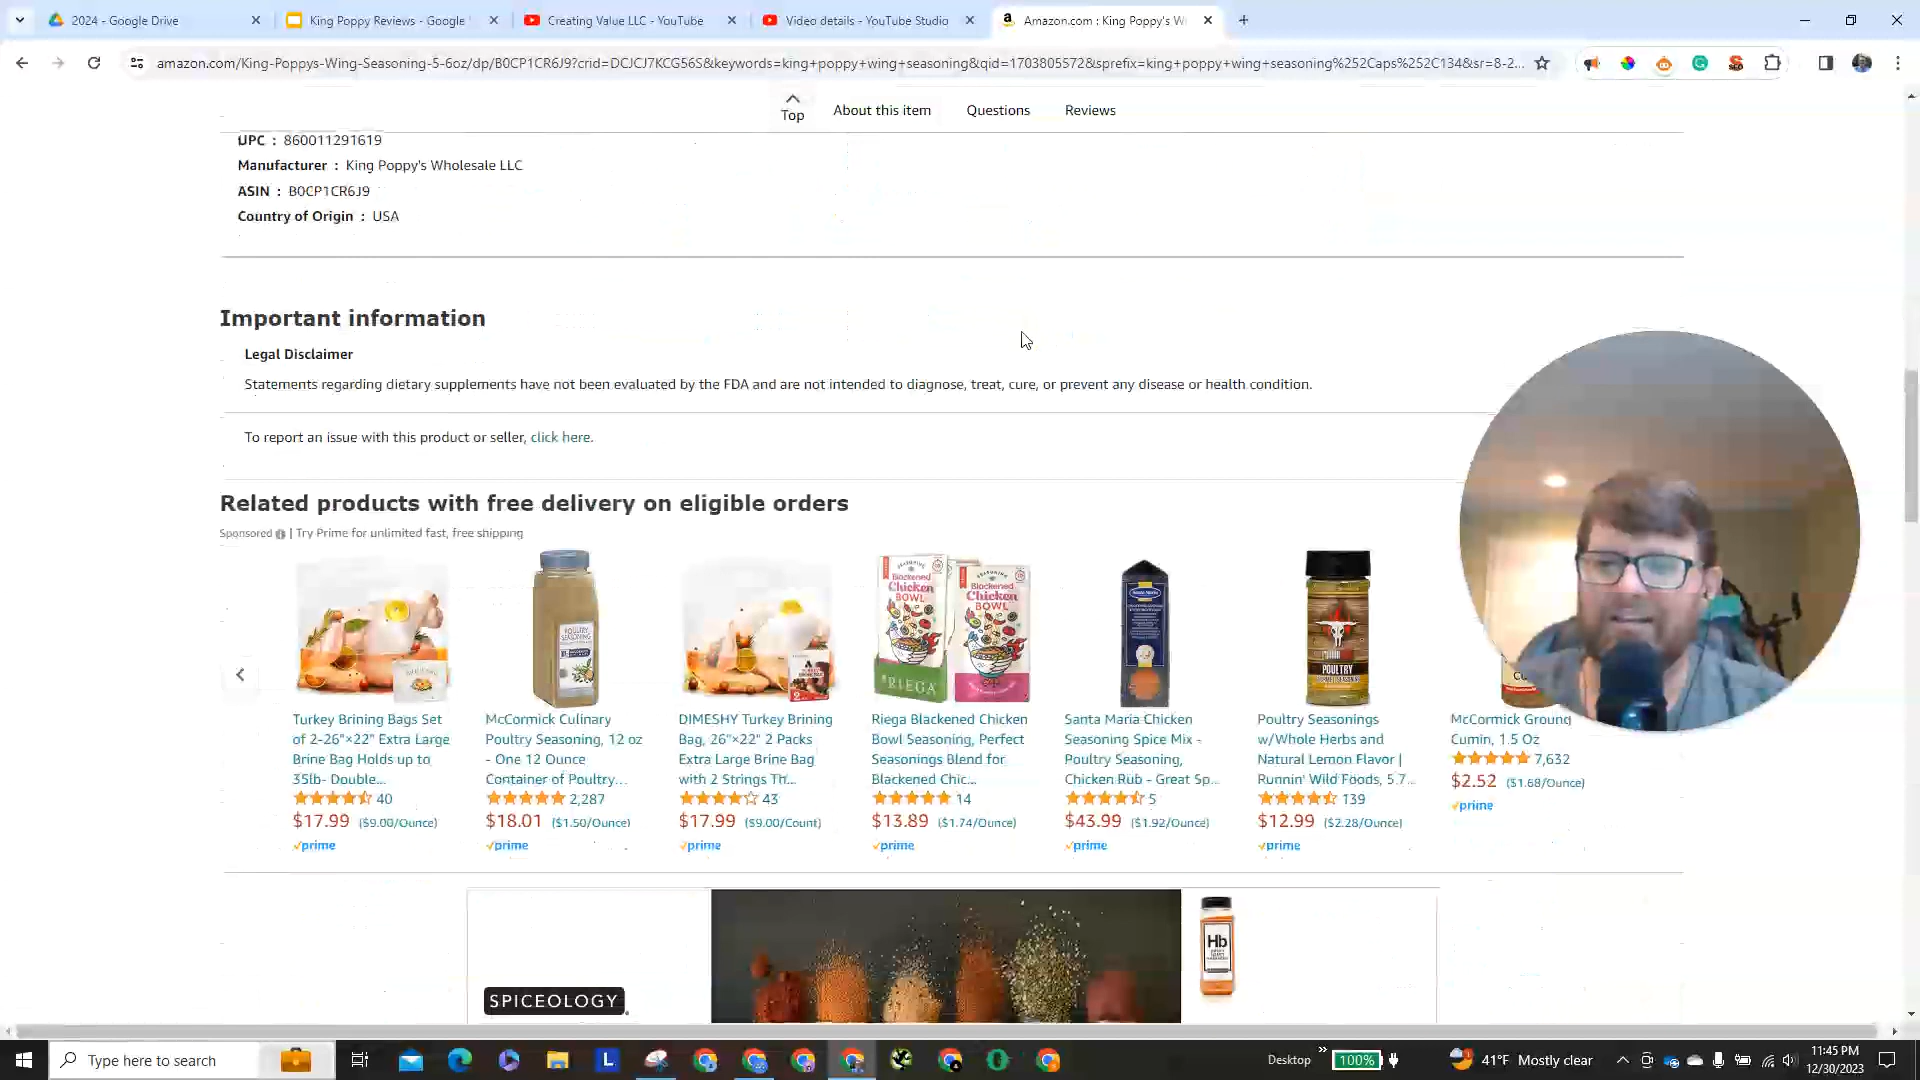 2024 - Google Drive
King Poppy Reviews - Google
Creating Value LLC - YouTube
Video details - YouTube Studio
Amazon.com : King Poppy's Wi
amazon.com/King-Poppys-Wing-Seasoning-5-6oz/dp/B0CP1CR6J9?crid=DCJCJ7KCG56S&keywords=king+poppy+wing+seasoning&qid=1703805572&sprefix=king+poppy+wing+seasoning%252Caps%252C134&sr=8-2...
Top
About this item
Questions
Reviews
UPC : 860011291619
Manufacturer : King Poppy's Wholesale LLC
ASIN : B0CP1CR6J9
Country of Origin : USA
Important information
Legal Disclaimer
Statements regarding dietary supplements have not been evaluated by the FDA and are not intended to diagnose, treat, cure, or prevent any disease or health condition.
To report an issue with this product or seller, click here.
Related products with free delivery on eligible orders
Sponsored | Try Prime for unlimited fast, free shipping
POULTRY SEASONING
Blackened Chicken BOWL
RIEGA
Blackened Chicken BOWL
POULTRY
Turkey Brining Bags Set
of 2-26"×22" Extra Large
Brine Bag Holds up to
35lb- Double...
40
$17.99 ($9.00/Ounce)
prime
McCormick Culinary
Poultry Seasoning, 12 oz
- One 12 Ounce
Container of Poultry...
2,287
$18.01 ($1.50/Ounce)
prime
DIMESHY Turkey Brining
Bag, 26"×22" 2 Packs
Extra Large Brine Bag
with 2 Strings Th...
43
$17.99 ($9.00/Count)
prime
Riega Blackened Chicken
Bowl Seasoning, Perfect
Seasonings Blend for
Blackened Chic...
14
$13.89 ($1.74/Ounce)
prime
Santa Maria Chicken
Seasoning Spice Mix -
Poultry Seasoning,
Chicken Rub - Great Sp...
5
$43.99 ($1.92/Ounce)
prime
Poultry Seasonings
w/Whole Herbs and
Natural Lemon Flavor |
Runnin' Wild Foods, 5.7...
139
$12.99 ($2.28/Ounce)
prime
McCormick Ground
Cumin, 1.5 Oz
7,632
$2.52 ($1.68/Ounce)
prime
SPICEOLOGY
Hb
Type here to search
Desktop
100%
41°F Mostly clear
11:45 PM
12/30/2023